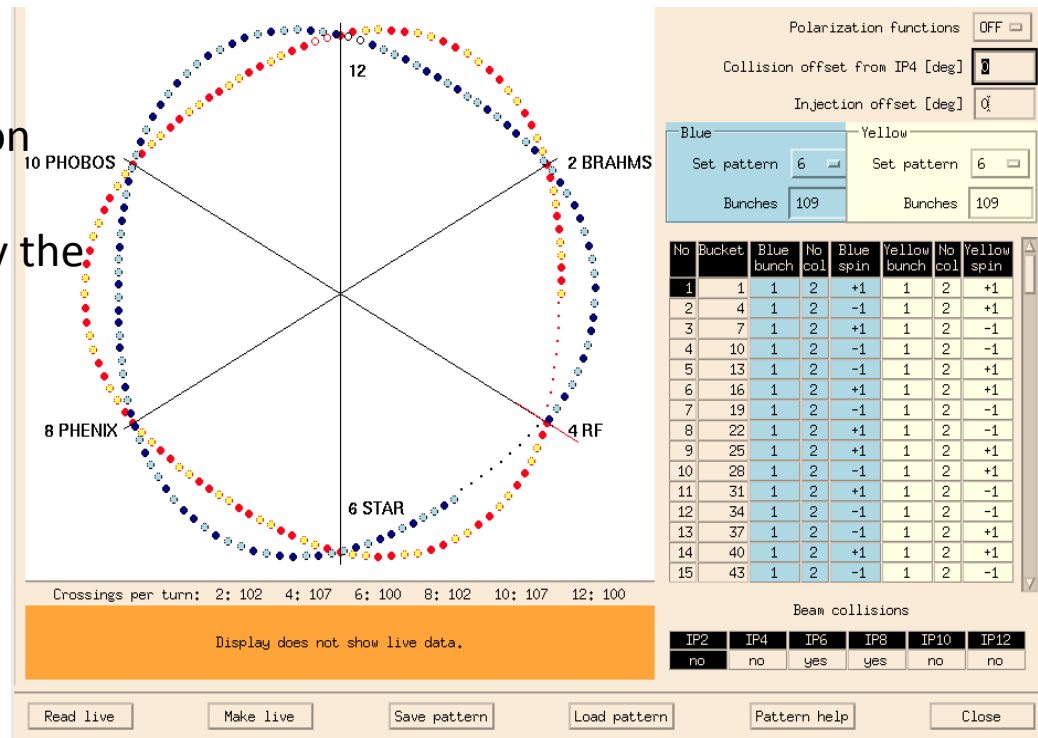 on
y the
12
10 PHOBOS
2 BRAHMS
8 PHENIX
4 RF
6 STAR
Crossings per turn: 2: 102 4: 107 6: 100 8: 102 10: 107 12: 100
Display does not show live data.
Polarization functions OFF
Collision offset from IP4 [deg] 0
Injection offset [deg] 0
Blue
Set pattern 6
Bunches 109
Yellow
Set pattern 6
Bunches 109
No Bucket Blue bunch No col Blue spin Yellow bunch No col Yellow spin
1 1 1 2 +1 1 2 +1
2 4 1 2 -1 1 2 +1
3 7 1 2 +1 1 2 -1
4 10 1 2 -1 1 2 -1
5 13 1 2 -1 1 2 +1
6 16 1 2 +1 1 2 +1
7 19 1 2 -1 1 2 -1
8 22 1 2 +1 1 2 -1
9 25 1 2 +1 1 2 +1
10 28 1 2 -1 1 2 +1
11 31 1 2 +1 1 2 -1
12 34 1 2 -1 1 2 -1
13 37 1 2 -1 1 2 +1
14 40 1 2 +1 1 2 +1
15 43 1 2 -1 1 2 -1
Beam collisions
IP2 IP4 IP6 IP8 IP10 IP12
no no yes yes no no
Read live Make live Save pattern Load pattern Pattern help Close